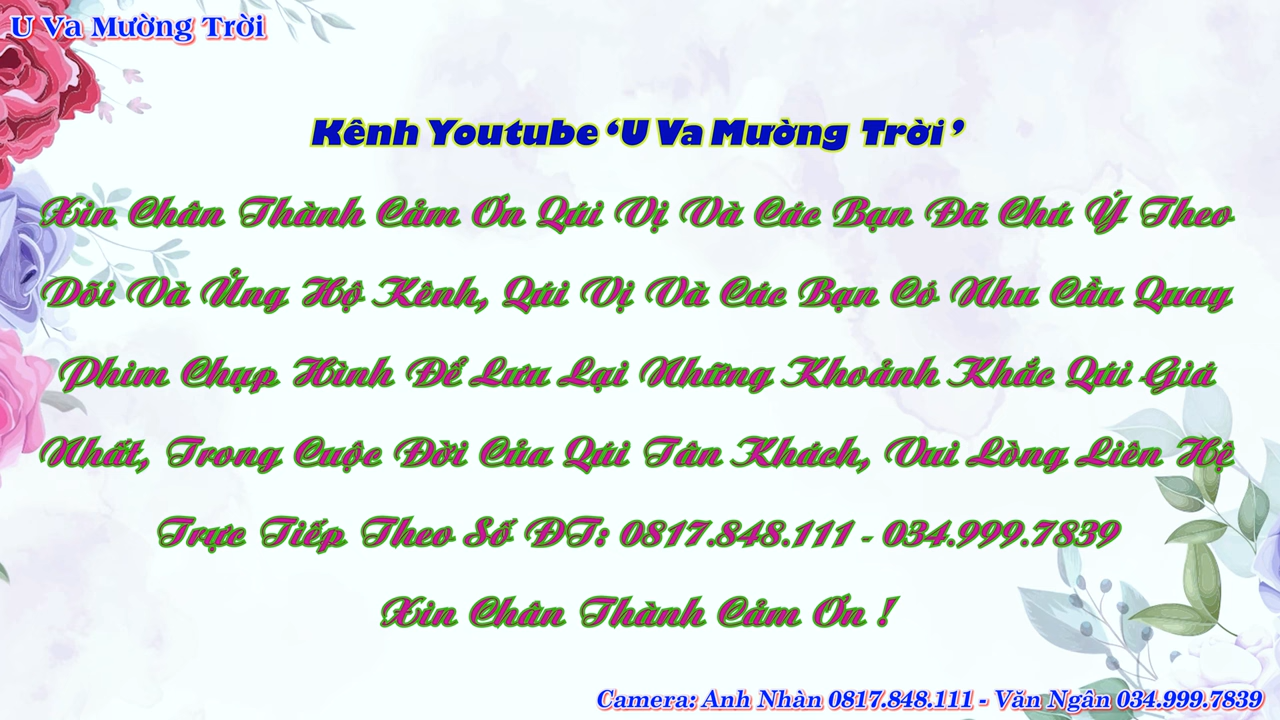 U Va Mường Trời
Kênh Youtube ‘U Va Mường Trời’
Xin Chân Thành Cảm Ơn Qúi Vị Và Các Bạn Đã Chú Ý Theo
Dõi Và Ủng Hộ Kênh, Qúi Vị Và Các Bạn Có Nhu Cầu Quay
Phim Chụp Hình Để Lưu Lại Những Khoảnh Khắc Qúi Giá
Nhất, Trong Cuộc Đời Của Qúi Tân Khách, Vui Lòng Liên Hệ
Trực Tiếp Theo Số ĐT: 0817.848.111 - 034.999.7839
Xin Chân Thành Cảm Ơn !
Camera: Anh Nhàn 0817.848.111 - Văn Ngân 034.999.7839